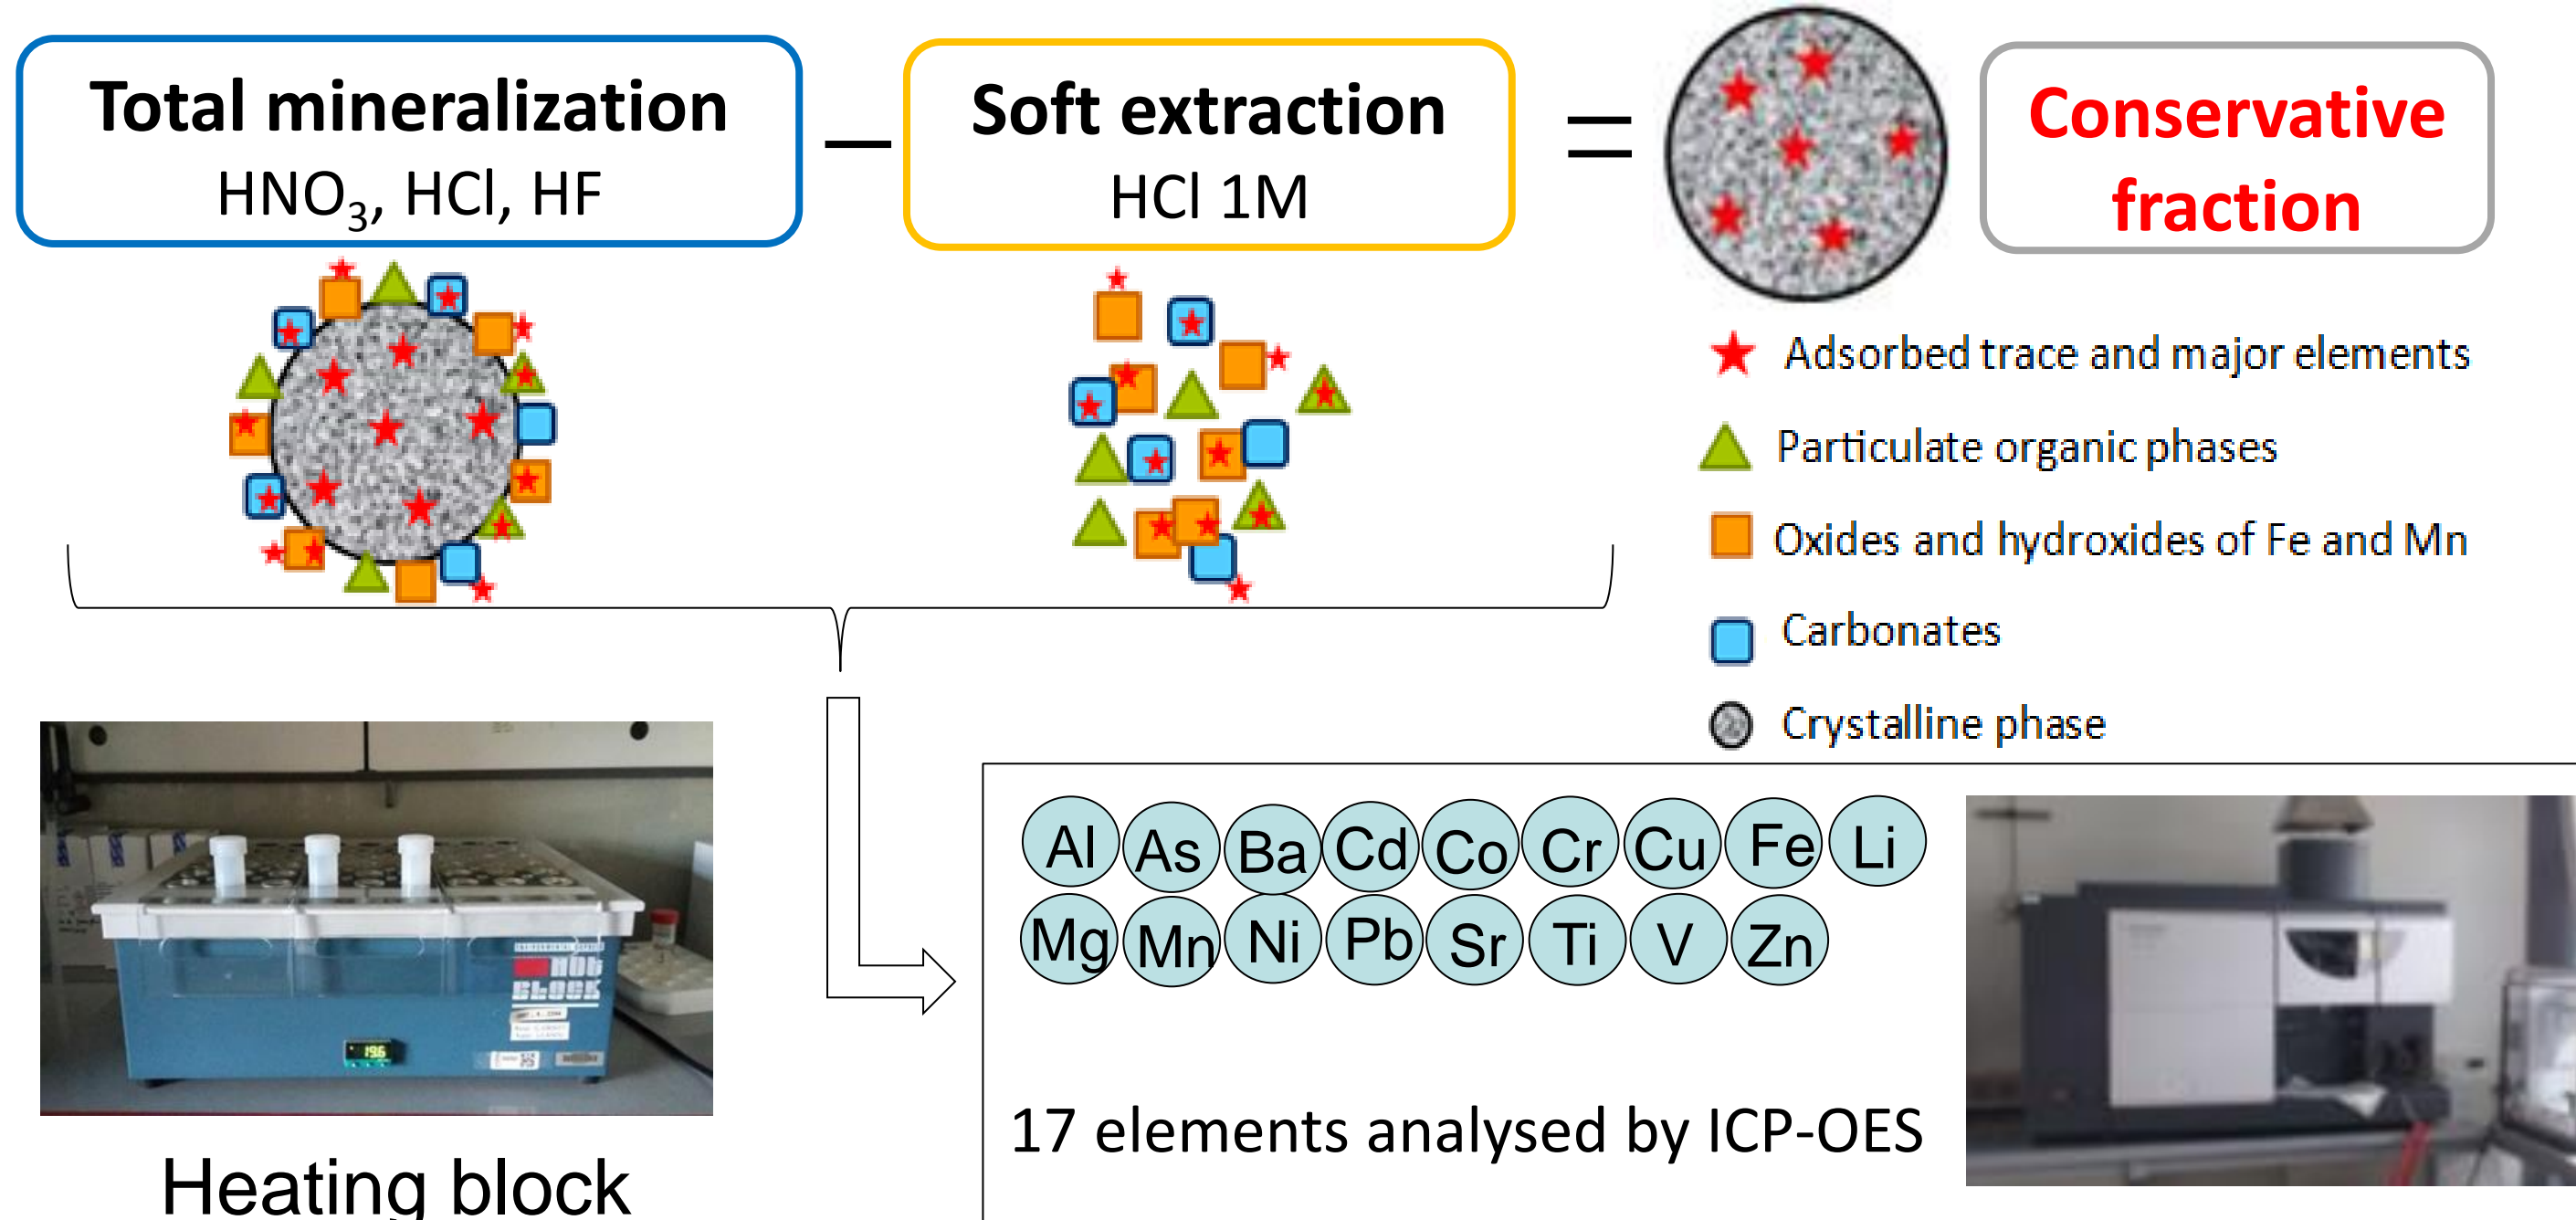 Total mineralization
HNO3, HCl, HF
–
Soft extraction
HCl 1M
=
Conservative
fraction
Adsorbed trace and major elements
Particulate organic phases
Oxides and hydroxides of Fe and Mn
Carbonates
Crystalline phase
HOT
BLOCK
196
Heating block
Al As Ba Cd Co Cr Cu Fe Li
Mg Mn Ni Pb Sr Ti V Zn
17 elements analysed by ICP-OES